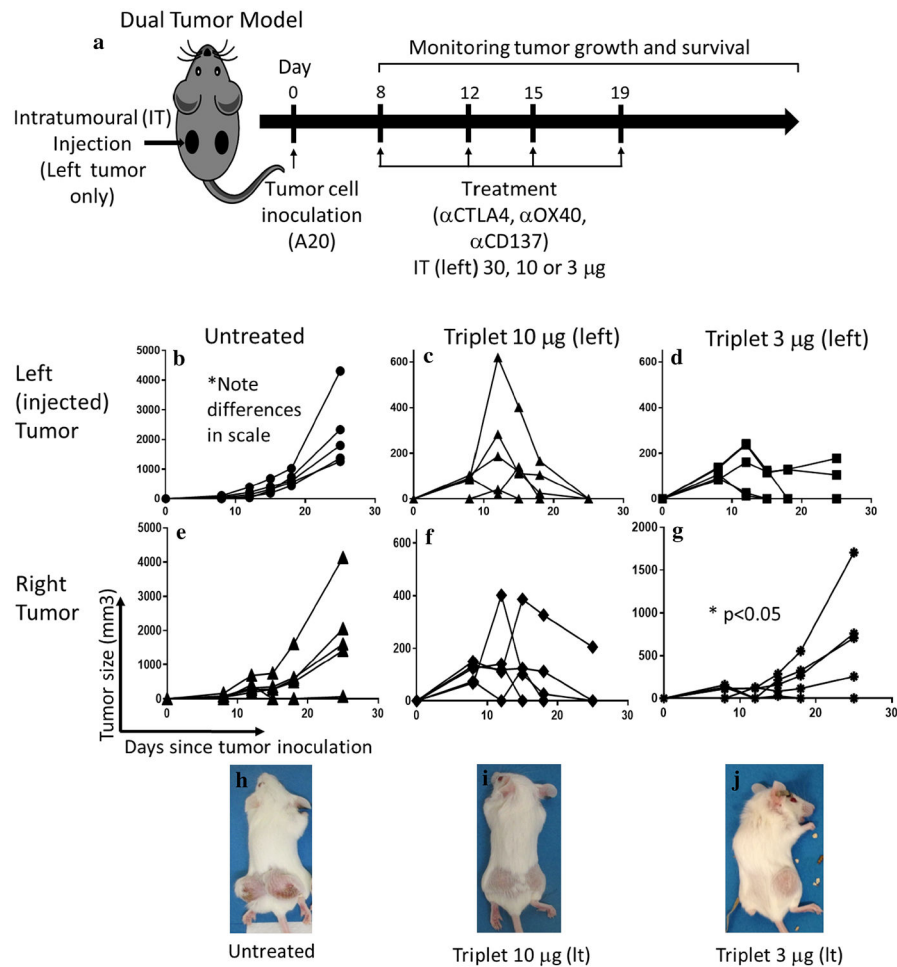 Dual Tumor Model
a
Monitoring tumor growth and survival
Day
0 8 12 15 19
Intratumoural (IT)
Injection
(Left tumor
only)
Tumor cell
inoculation
(A20)
Treatment
(αCTLA4, αOX40,
αCD137)
IT (left) 30, 10 or 3 μg
Untreated
Triplet 10 μg (left)
Triplet 3 μg (left)
Left
(injected)
Tumor
b
*Note
differences
in scale
5000
4000
3000
2000
1000
0
0 10 20 30
c
600
400
200
0
0 10 20 30
d
600
400
200
0
0 10 20 30
Right
Tumor
e
5000
4000
3000
2000
1000
0
0 10 20 30
f
600
400
200
0
0 10 20 30
g
* p<0.05
2000
1500
1000
500
0
0 10 20 30
Tumor size (mm3)
Days since tumor inoculation
h
i
j
Untreated
Triplet 10 μg (lt)
Triplet 3 μg (lt)